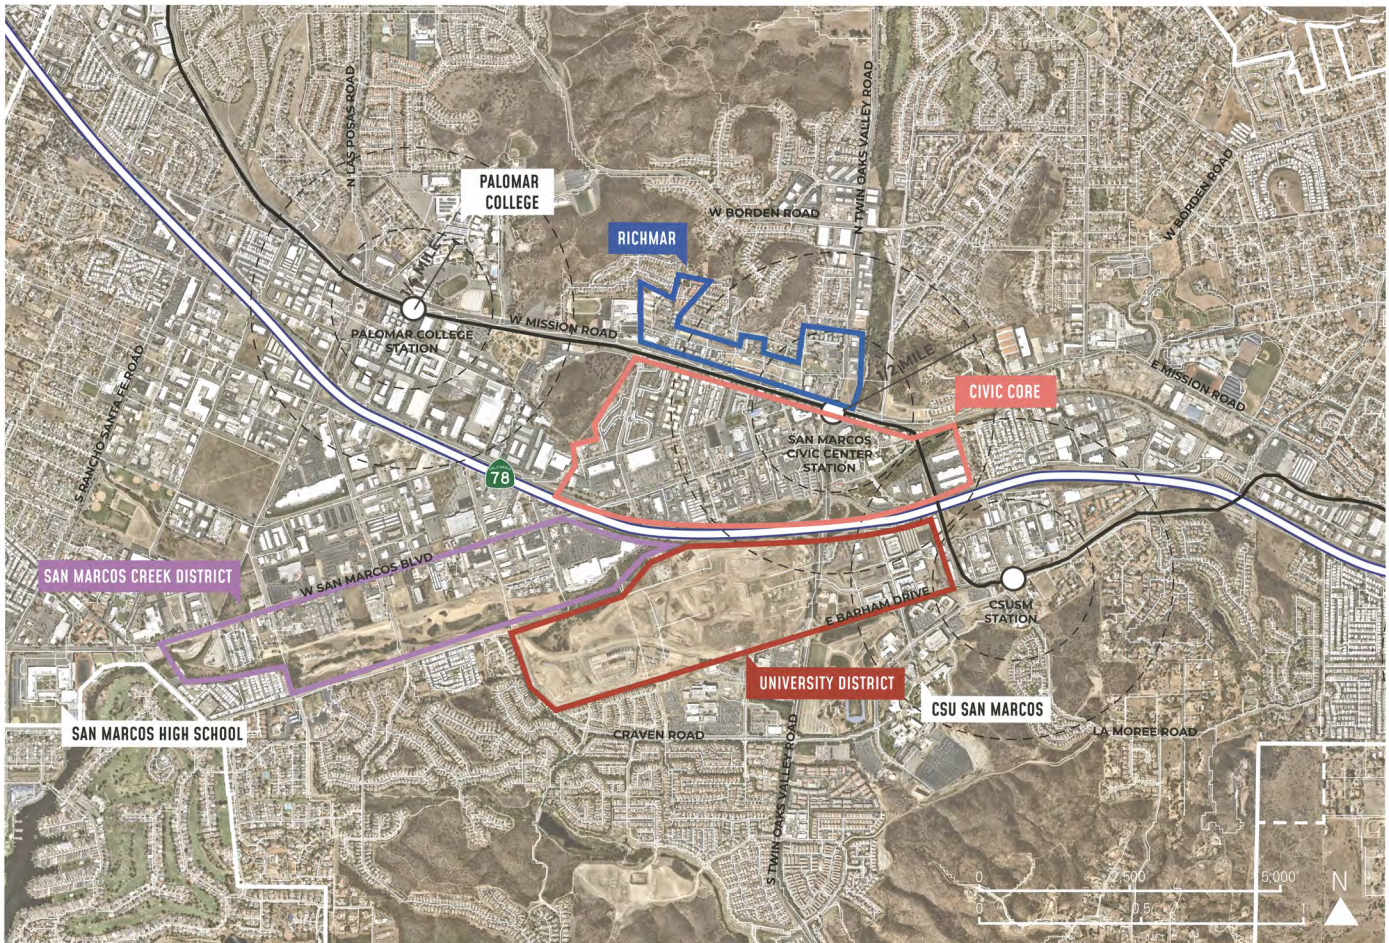 N LAS POSAS ROAD
N TWIN OAKS VALLEY ROAD
PALOMAR
COLLEGE
W BORDEN ROAD
W BORDEN ROAD
RICHMAR
1/2 MILE
PALOMAR COLLEGE
STATION
W MISSION ROAD
1/2 MILE
E MISSION ROAD
CIVIC CORE
S RANCHO SANTA FE ROAD
SAN MARCOS
CIVIC CENTER
STATION
CALIFORNIA
78
SAN MARCOS CREEK DISTRICT
W SAN MARCOS BLVD
E BARHAM DRIVE
CSUSM
STATION
UNIVERSITY DISTRICT
CSU SAN MARCOS
SAN MARCOS HIGH SCHOOL
CRAVEN ROAD
LA MOREE ROAD
S TWIN OAKS VALLEY ROAD
0 2,500' 5,000'
0 0.5 1
N